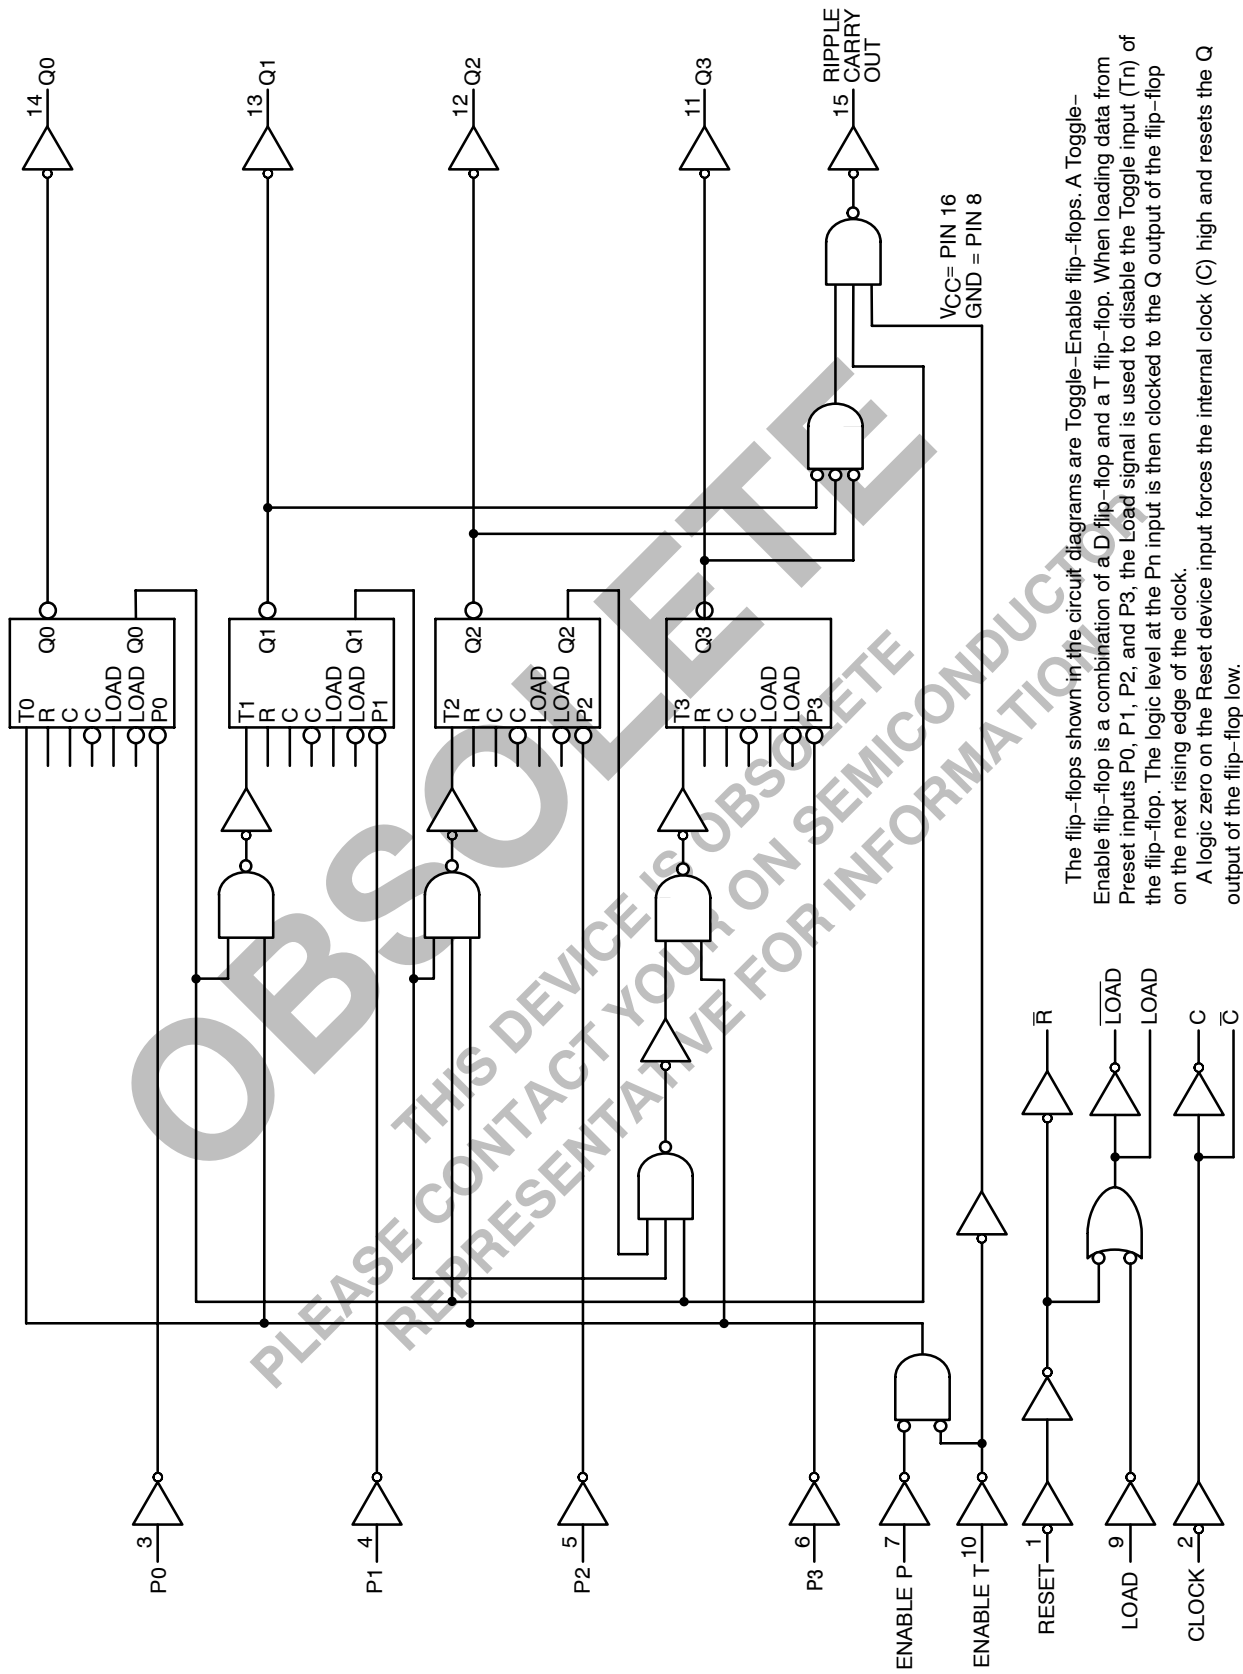 P0
3
P1
4
P2
5
P3
6
ENABLE P
7
ENABLE T
10
RESET
1
LOAD
9
CLOCK
2
R̅
L̅O̅A̅D̅
LOAD
C
C̅
T0
R
C
C
LOAD
LOAD
P0
Q0
Q0
T1
R
C
C
LOAD
LOAD
P1
Q1
Q1
T2
R
C
C
LOAD
LOAD
P2
Q2
Q2
T3
R
C
C
LOAD
LOAD
P3
Q3
14
Q0
13
Q1
12
Q2
11
Q3
15
RIPPLE
CARRY
OUT
VCC= PIN 16
GND = PIN 8
The flip−flops shown in the circuit diagrams are Toggle−Enable flip−flops. A Toggle−
Enable flip−flop is a combination of a D flip−flop and a T flip−flop. When loading data from
Preset inputs P0, P1, P2, and P3, the Load signal is used to disable the Toggle input (Tn) of
the flip−flop. The logic level at the Pn input is then clocked to the Q output of the flip−flop
on the next rising edge of the clock.
A logic zero on the Reset device input forces the internal clock (C) high and resets the Q
output of the flip−flop low.
OBSOLETE
THIS DEVICE IS OBSOLETE
PLEASE CONTACT YOUR ON SEMICONDUCTOR
REPRESENTATIVE FOR INFORMATION